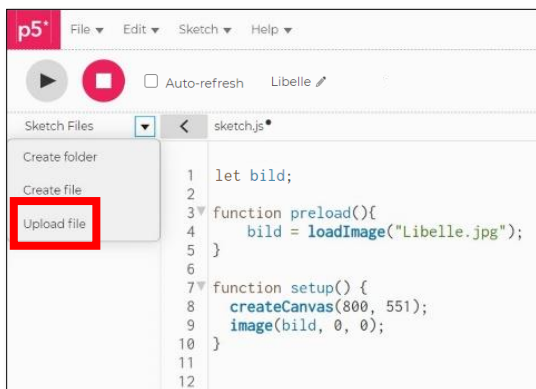 p5* File ▾ Edit ▾ Sketch ▾ Help ▾
Auto-refresh Libelle
Sketch Files ▾ < sketch.js●
Create folder
Create file
Upload file
1 let bild;
2
3 function preload(){
4 bild = loadImage("Libelle.jpg");
5 }
6
7 function setup() {
8 createCanvas(800, 551);
9 image(bild, 0, 0);
10 }
11
12